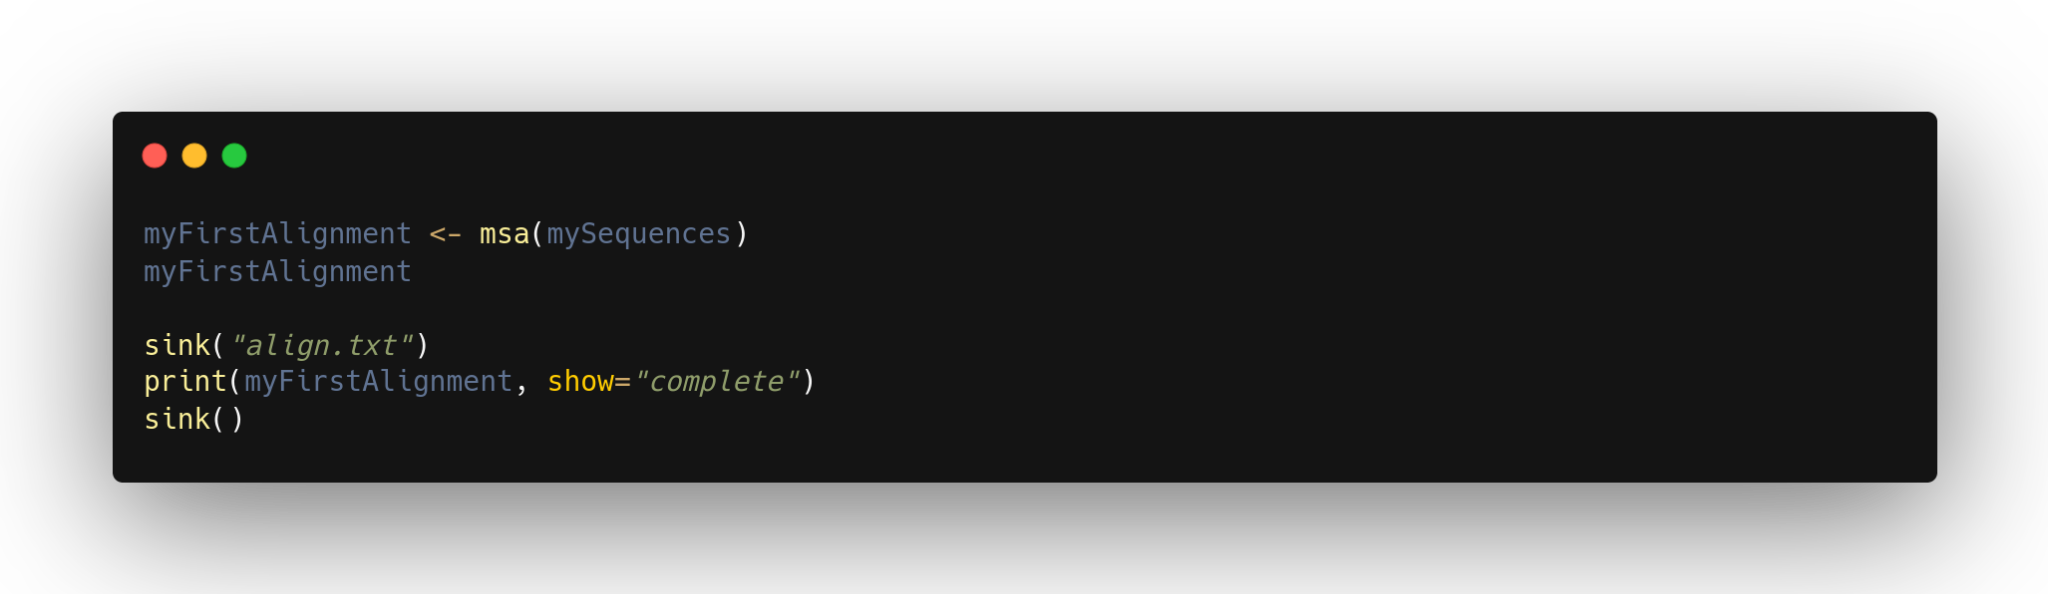 myFirstAlignment <- msa(mySequences)
myFirstAlignment
sink("align.txt")
print(myFirstAlignment, show="complete")
sink()